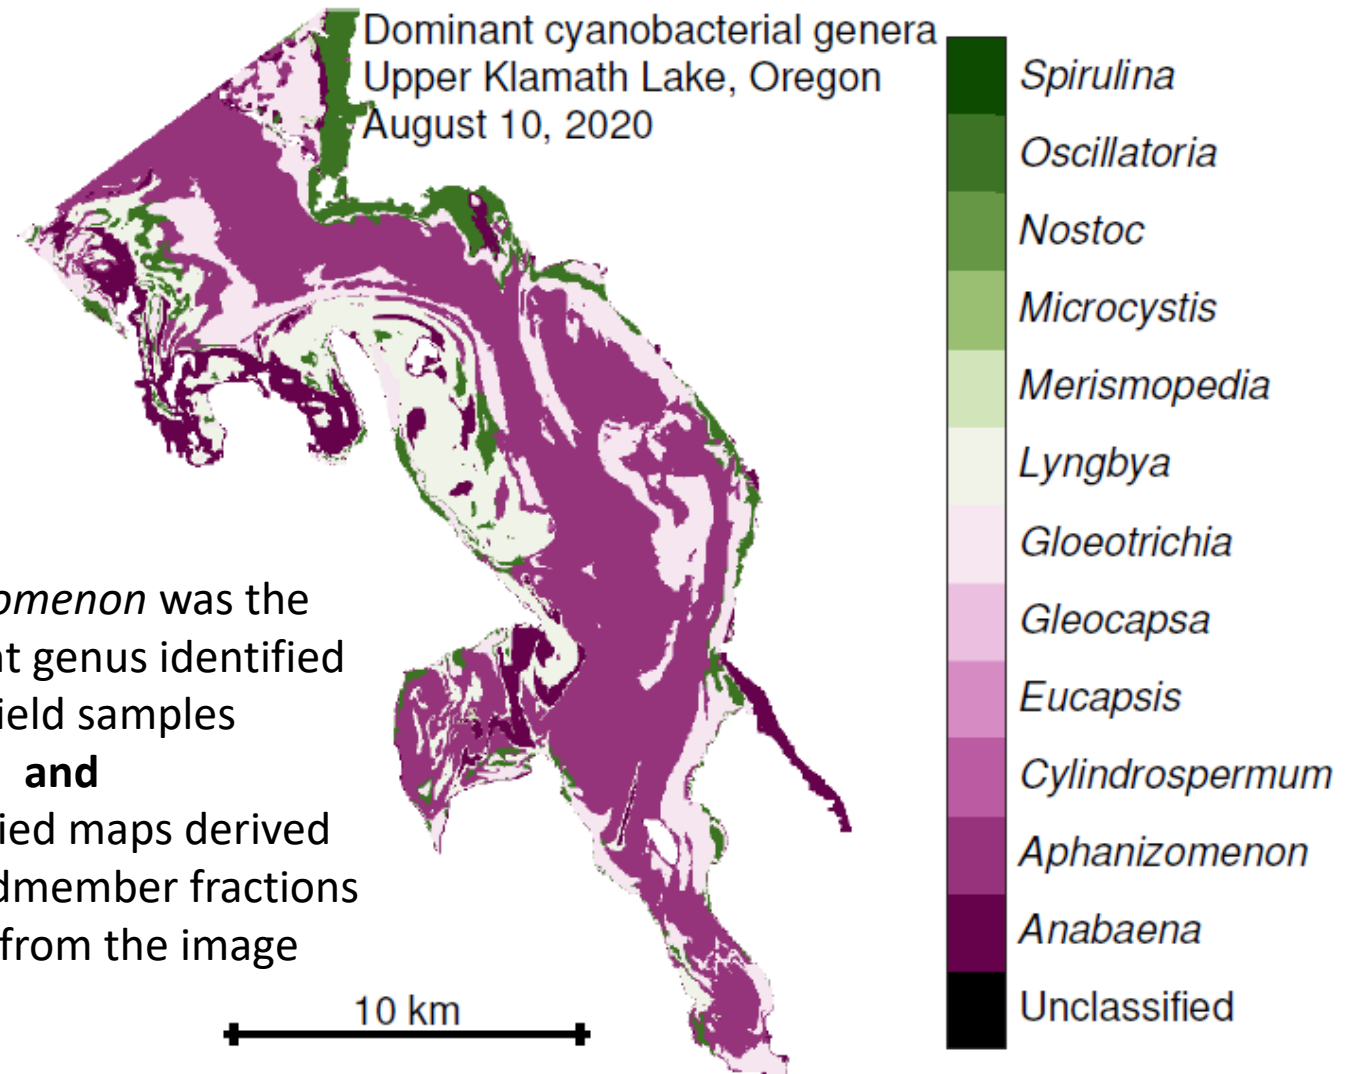 Dominant cyanobacterial genera
Upper Klamath Lake, Oregon
August 10, 2020
Spirulina
Oscillatoria
Nostoc
Microcystis
Merismopedia
Lyngbya
Gloeotrichia
Gleocapsa
Eucapsis
Cylindrospermum
Aphanizomenon
Anabaena
Unclassified
omenon was the
nt genus identified
ield samples
and
ied maps derived
dmember fractions
from the image
10 km